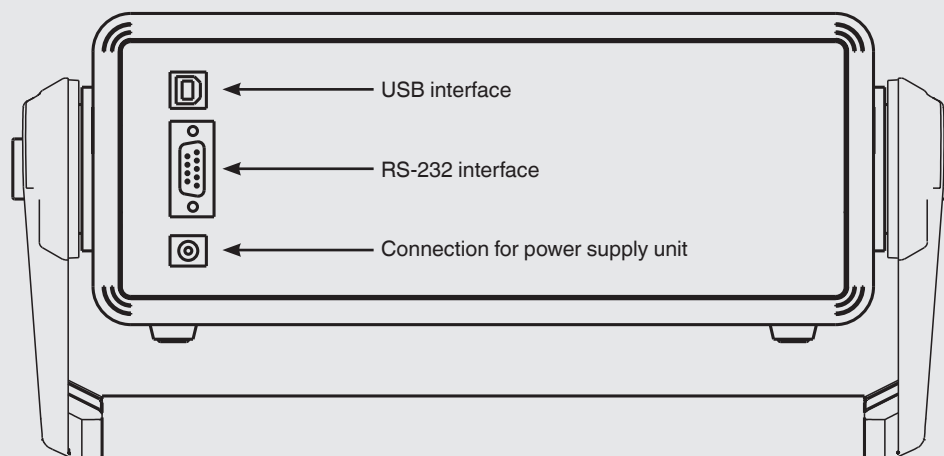 USB interface
RS-232 interface
Connection for power supply unit